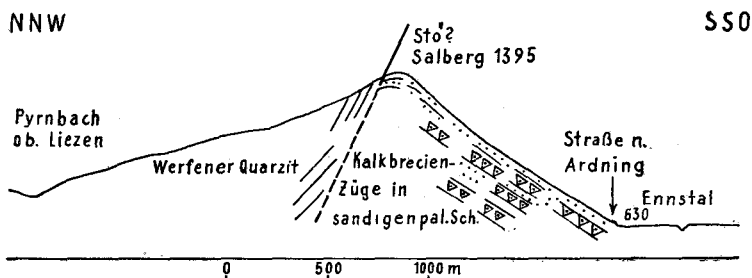 NNW
SSO
Stö?
Salberg 1395
Pyrnbach
ob. Liezen
Werfener Quarzit
Kalkbrecien-
Züge in
sandigen pal. Sch.
Straße n.
Ardning
Ennstal
630
0 500 1000 m